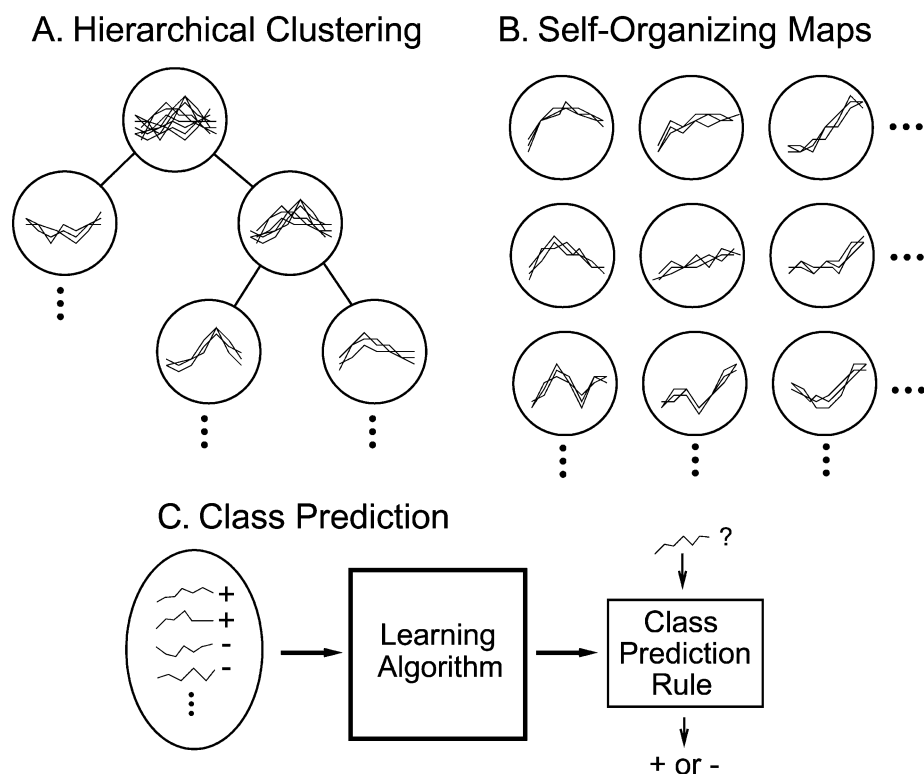 A. Hierarchical Clustering
B. Self-Organizing Maps
C. Class Prediction
+
+
-
-
Learning
Algorithm
?
Class
Prediction
Rule
+ or -